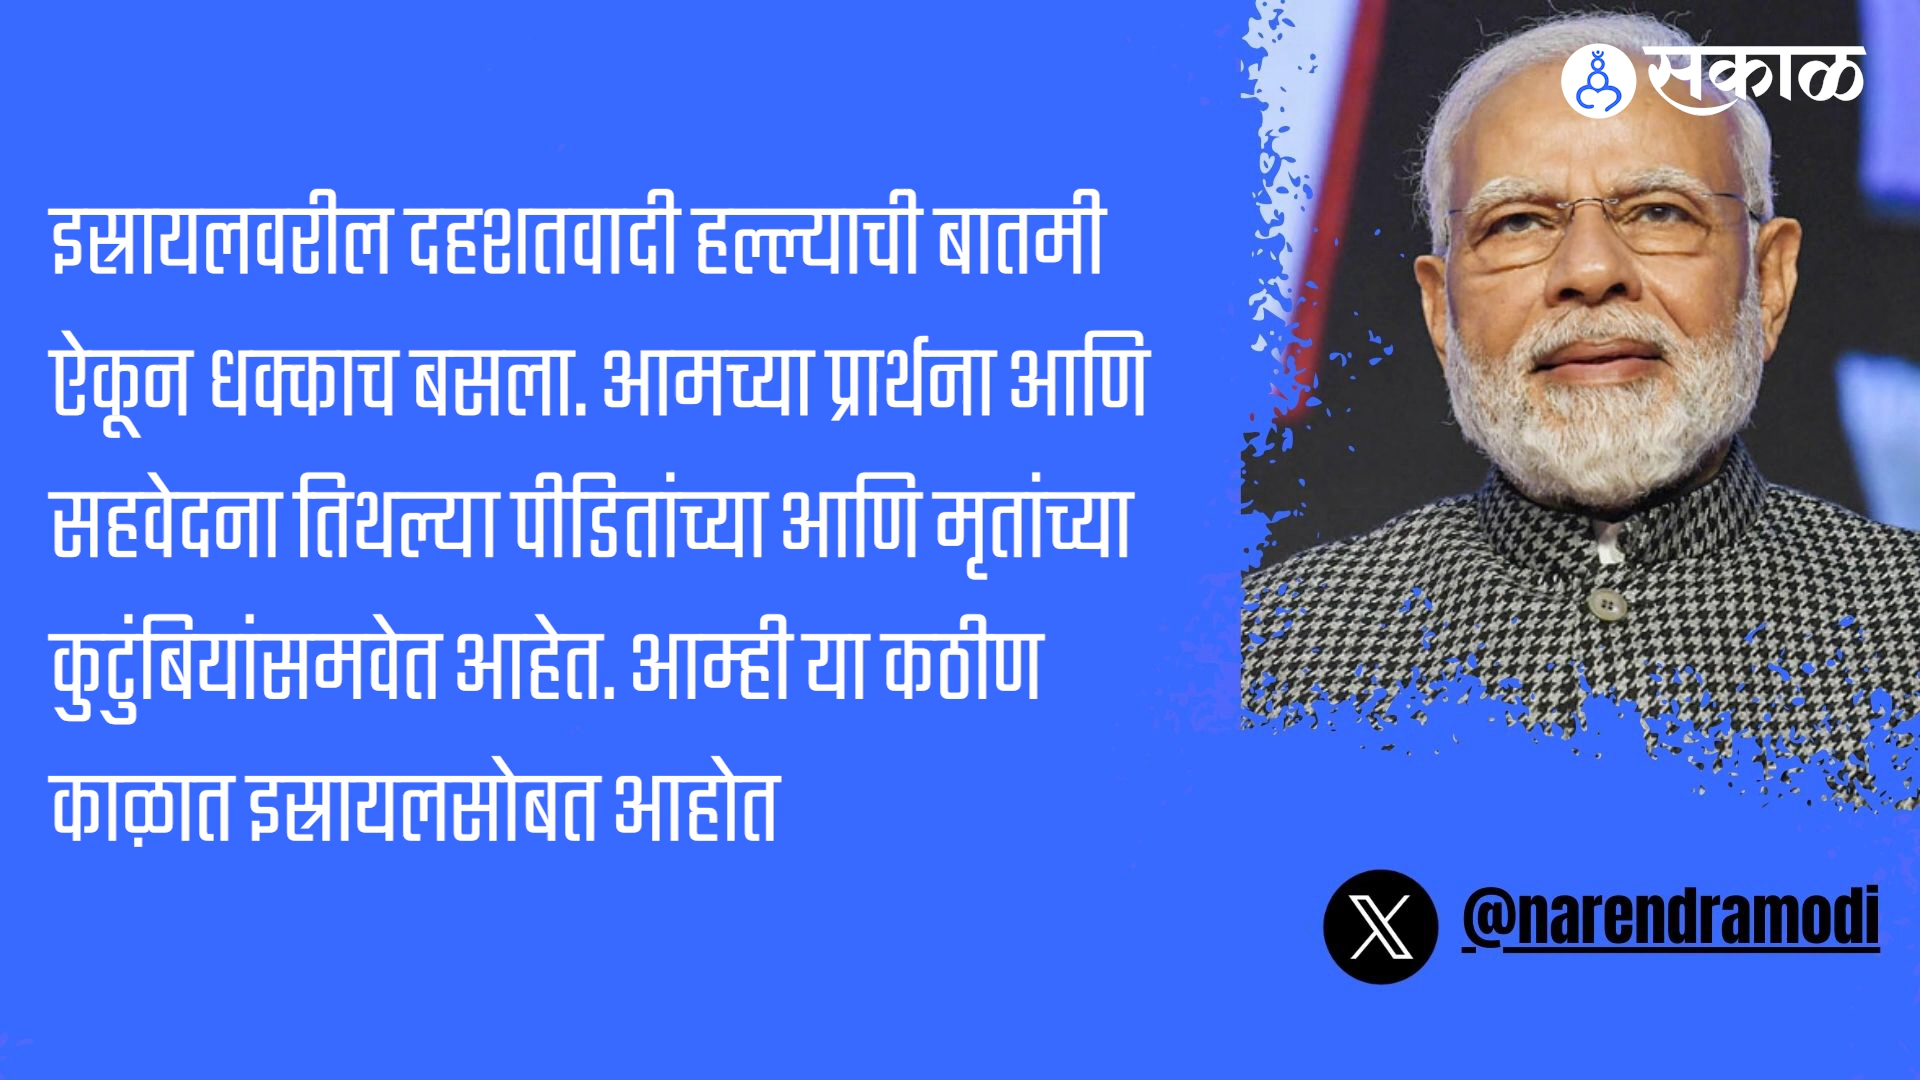 सकाळ
इस्रायलवरील दहशतवादी हल्ल्याची बातमी
ऐकून धक्काच बसला. आमच्या प्रार्थना आणि
सहवेदना तिथल्या पीडितांच्या आणि मृतांच्या
कुटुंबियांसमवेत आहेत. आम्ही या कठीण
काळात इस्रायलसोबत आहोत
X @narendramodi